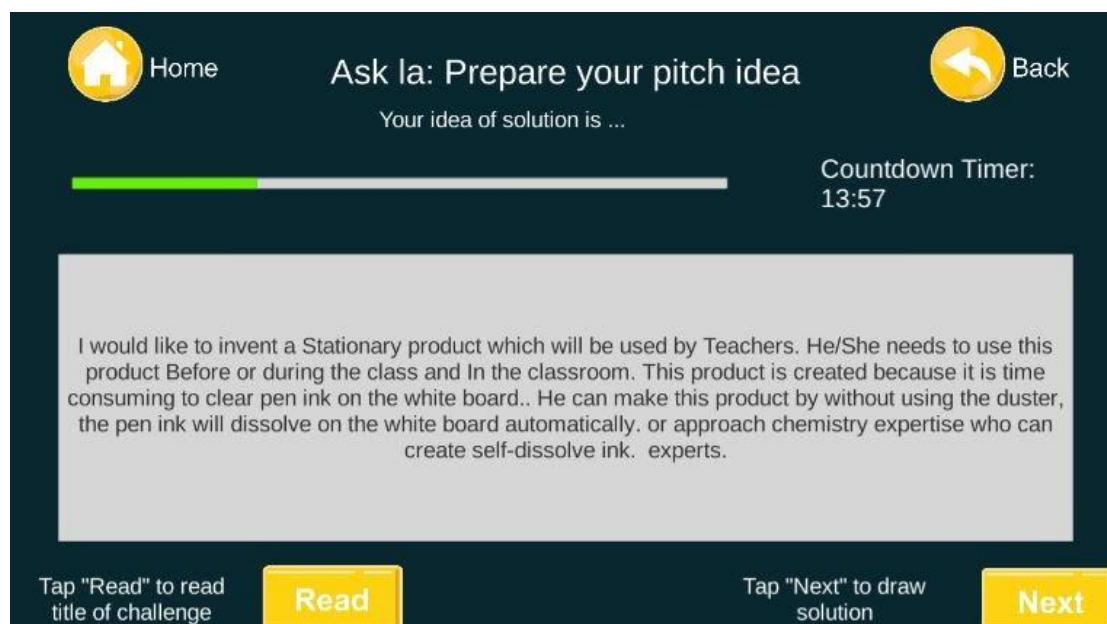 Home
Ask la: Prepare your pitch idea
Back
Your idea of solution is ...
Countdown Timer:
13:57
I would like to invent a Stationary product which will be used by Teachers. He/She needs to use this
product Before or during the class and In the classroom. This product is created because it is time
consuming to clear pen ink on the white board.. He can make this product by without using the duster,
the pen ink will dissolve on the white board automatically. or approach chemistry expertise who can
create self-dissolve ink.  experts.
Tap "Read" to read
title of challenge
Read
Tap "Next" to draw
solution
Next